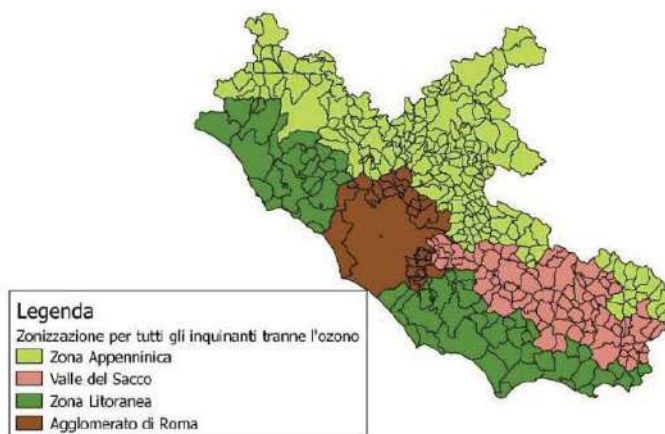 Legenda
Zonizzazione per tutti gli inquinanti tranne l'ozono
Zona Appenninica
Valle del Sacco
Zona Litoranea
Agglomerato di Roma